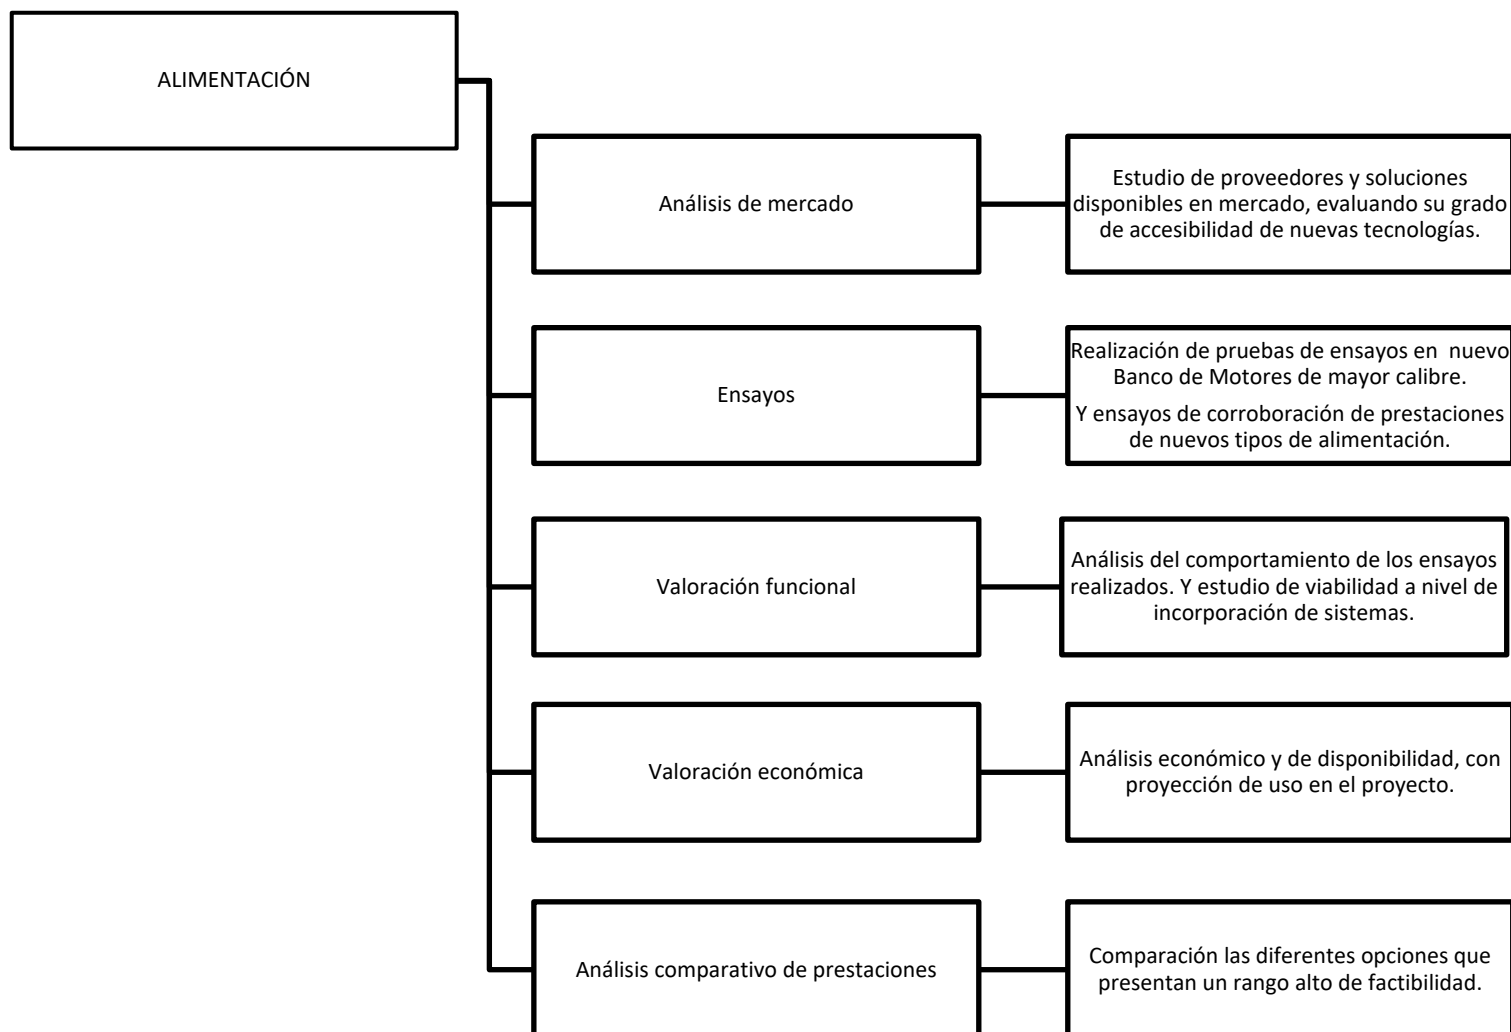 ALIMENTACIÓN
Análisis de mercado
Estudio de proveedores y soluciones
disponibles en mercado, evaluando su grado
de accesibilidad de nuevas tecnologías.
Ensayos
Realización de pruebas de ensayos en nuevo
Banco de Motores de mayor calibre.
Y ensayos de corroboración de prestaciones
de nuevos tipos de alimentación.
Valoración funcional
Análisis del comportamiento de los ensayos
realizados. Y estudio de viabilidad a nivel de
incorporación de sistemas.
Valoración económica
Análisis económico y de disponibilidad, con
proyección de uso en el proyecto.
Análisis comparativo de prestaciones
Comparación las diferentes opciones que
presentan un rango alto de factibilidad.